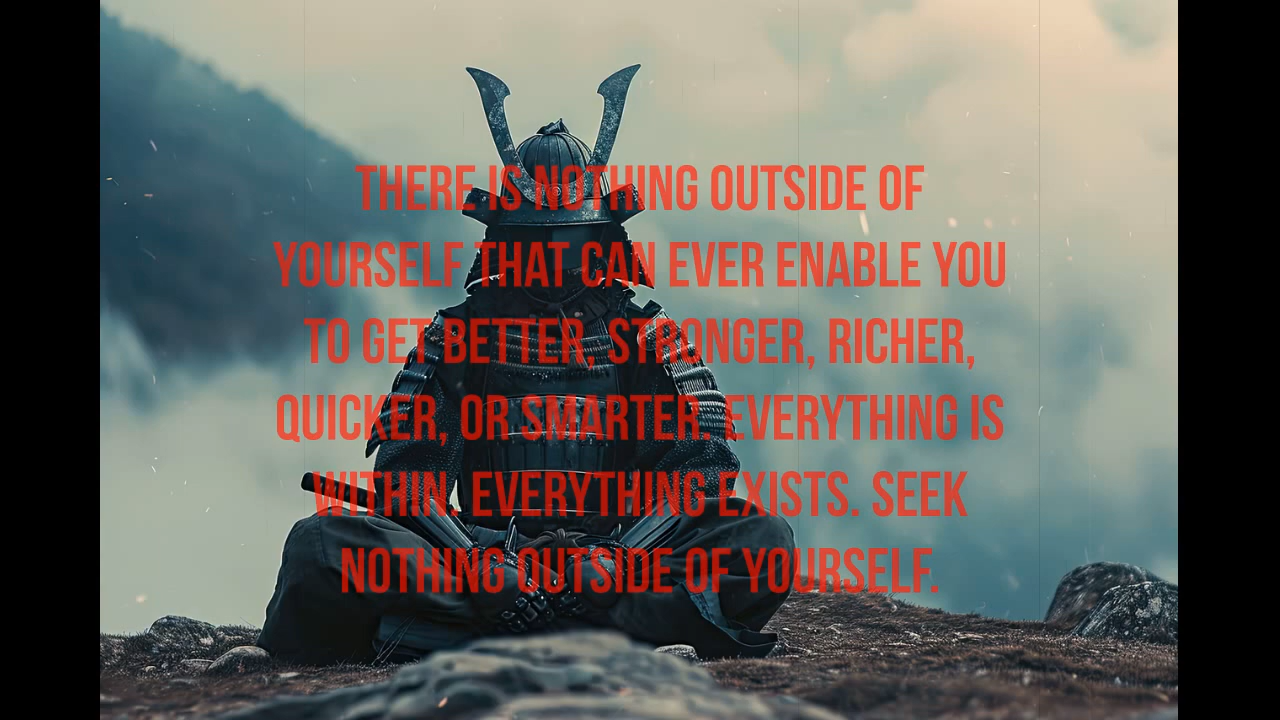 THERE IS NOTHING OUTSIDE OF
YOURSELF THAT CAN EVER ENABLE YOU
TO GET BETTER, STRONGER, RICHER,
QUICKER, OR SMARTER. EVERYTHING IS
WITHIN. EVERYTHING EXISTS. SEEK
NOTHING OUTSIDE OF YOURSELF.